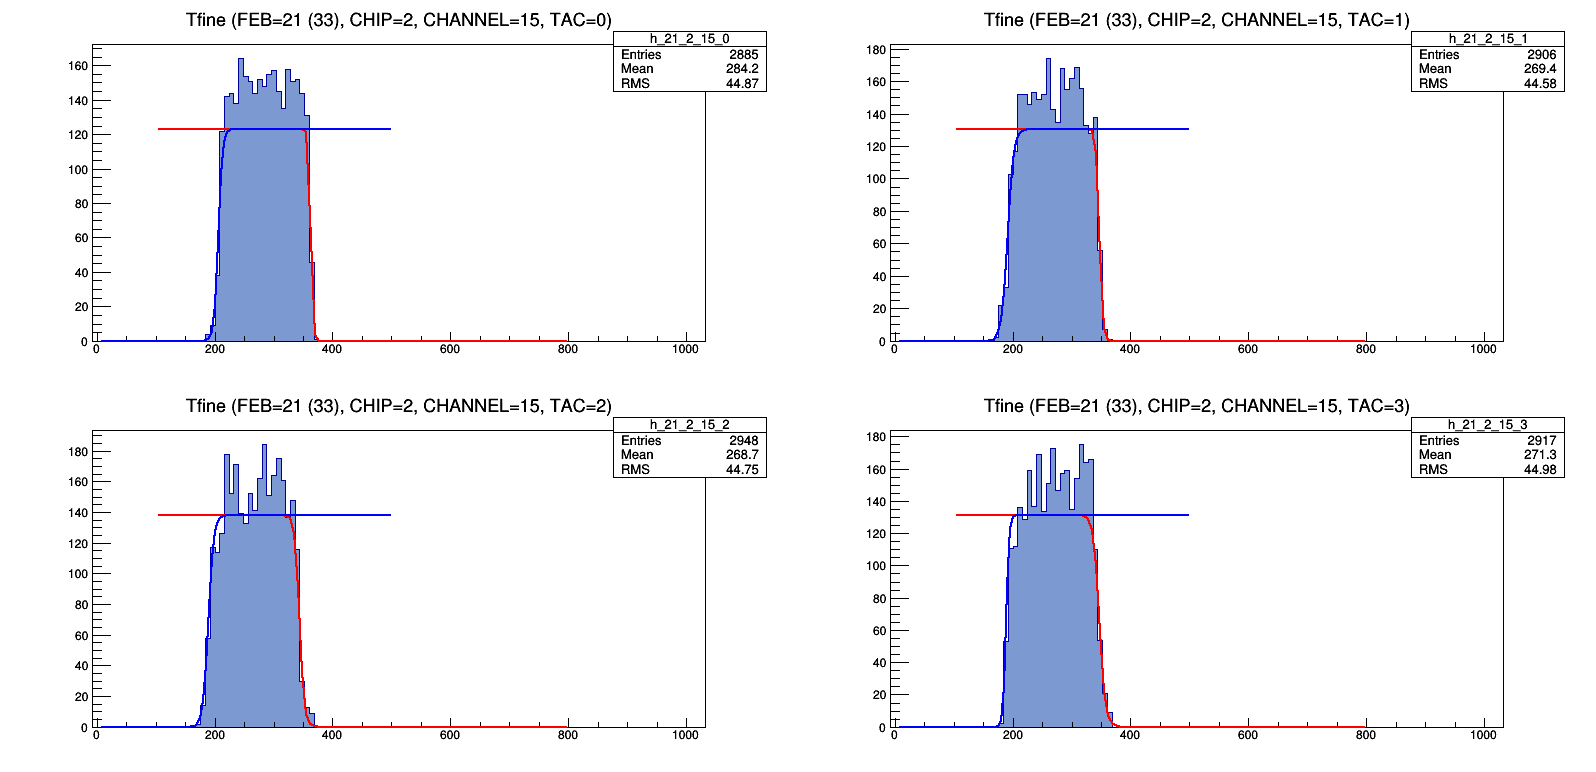 Tfine (FEB=21 (33), CHIP=2, CHANNEL=15, TAC=0)
h_21_2_15_0
Entries 2885
Mean 284.2
RMS 44.87
160
140
120
100
80
60
40
20
0
0 200 400 600 800 1000
Tfine (FEB=21 (33), CHIP=2, CHANNEL=15, TAC=1)
h_21_2_15_1
Entries 2906
Mean 269.4
RMS 44.58
180
160
140
120
100
80
60
40
20
0
0 200 400 600 800 1000
Tfine (FEB=21 (33), CHIP=2, CHANNEL=15, TAC=2)
h_21_2_15_2
Entries 2948
Mean 268.7
RMS 44.75
180
160
140
120
100
80
60
40
20
0
0 200 400 600 800 1000
Tfine (FEB=21 (33), CHIP=2, CHANNEL=15, TAC=3)
h_21_2_15_3
Entries 2917
Mean 271.3
RMS 44.98
180
160
140
120
100
80
60
40
20
0
0 200 400 600 800 1000